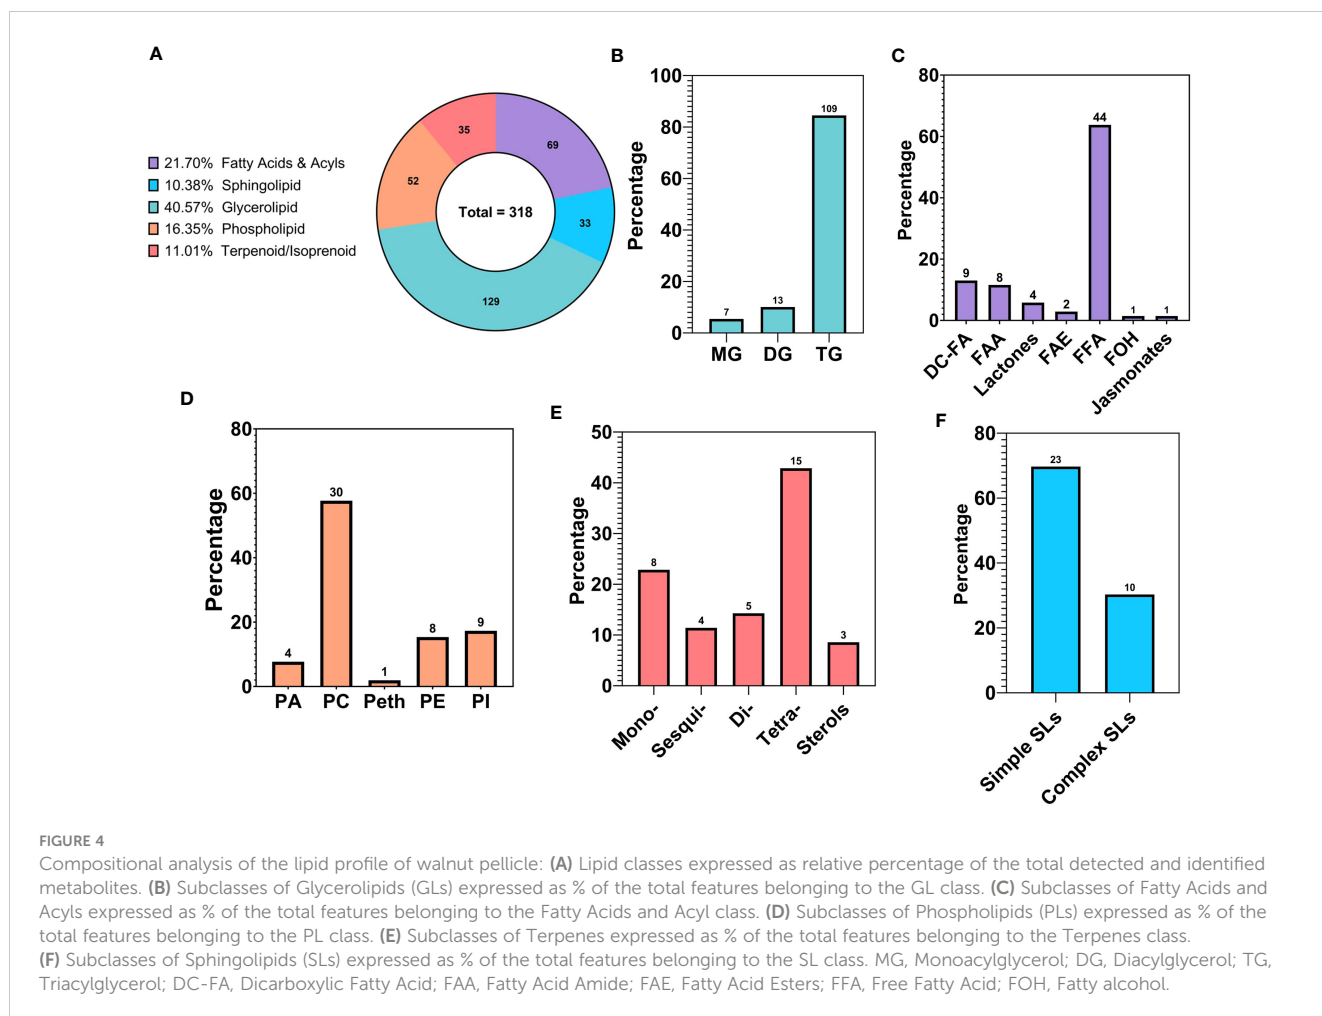 A
21.70% Fatty Acids & Acyls
10.38% Sphingolipid
40.57% Glycerolipid
16.35% Phospholipid
11.01% Terpenoid/Isoprenoid
69
33
129
52
35
Total = 318
B
Percentage
100
80
60
40
20
0
7
13
109
MG
DG
TG
C
Percentage
80
60
40
20
0
9
8
4
2
44
1
1
DC-FA
FAA
Lactones
FAE
FFA
FOH
Jasmonates
D
Percentage
80
60
40
20
0
4
30
1
8
9
PA
PC
Peth
PE
PI
E
Percentage
50
40
30
20
10
0
8
4
5
15
3
Mono-
Sesqui-
Di-
Tetra-
Sterols
F
Percentage
80
60
40
20
0
23
10
Simple SLs
Complex SLs
FIGURE 4
Compositional analysis of the lipid profile of walnut pellicle: (A) Lipid classes expressed as relative percentage of the total detected and identified
metabolites. (B) Subclasses of Glycerolipids (GLs) expressed as % of the total features belonging to the GL class. (C) Subclasses of Fatty Acids and
Acyls expressed as % of the total features belonging to the Fatty Acids and Acyl class. (D) Subclasses of Phospholipids (PLs) expressed as % of the
total features belonging to the PL class. (E) Subclasses of Terpenes expressed as % of the total features belonging to the Terpenes class.
(F) Subclasses of Sphingolipids (SLs) expressed as % of the total features belonging to the SL class. MG, Monoacylglycerol; DG, Diacylglycerol; TG,
Triacylglycerol; DC-FA, Dicarboxylic Fatty Acid; FAA, Fatty Acid Amide; FAE, Fatty Acid Esters; FFA, Free Fatty Acid; FOH, Fatty alcohol.